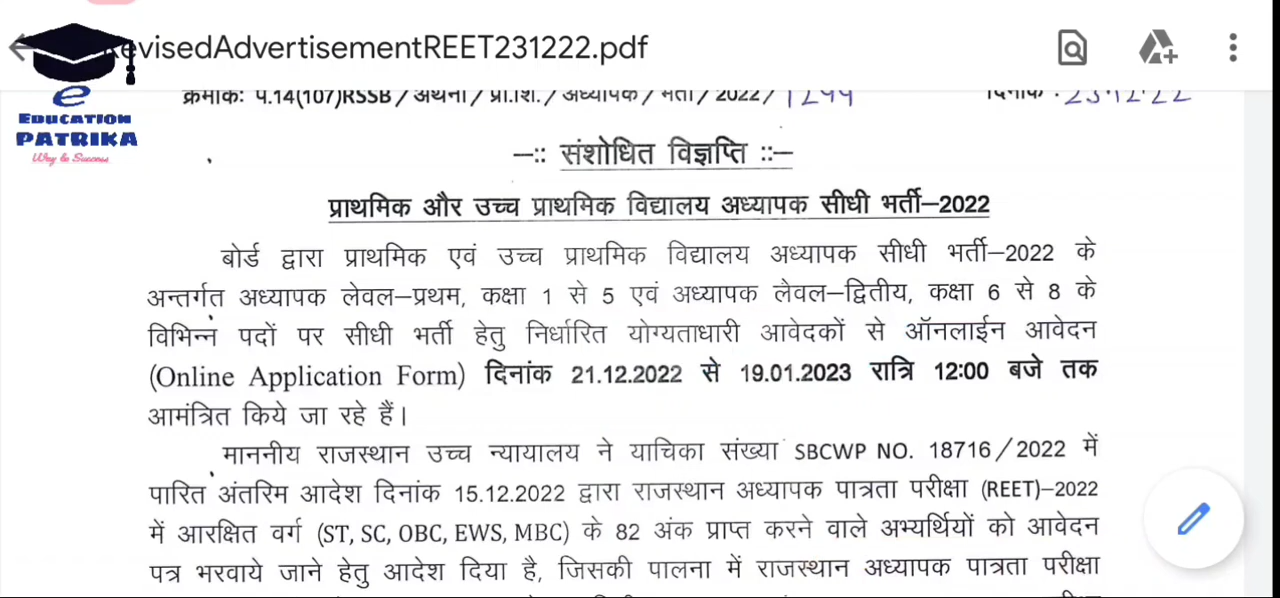 RevisedAdvertisementREET231222.pdf
e
EDUCATION
PATRIKA
Way to Success
क्रमांक: प.14(107)RSSB / अर्थना / प्रा.शि. / अध्यापक / भर्ती / 2022 / 1244 दिनांक :
–:: संशोधित विज्ञप्ति ::–
प्राथमिक और उच्च प्राथमिक विद्यालय अध्यापक सीधी भर्ती–2022
बोर्ड द्वारा प्राथमिक एवं उच्च प्राथमिक विद्यालय अध्यापक सीधी भर्ती–2022 के
अन्तर्गत अध्यापक लेवल–प्रथम, कक्षा 1 से 5 एवं अध्यापक लेवल–द्वितीय, कक्षा 6 से 8 के
विभिन्न पदों पर सीधी भर्ती हेतु निर्धारित योग्यताधारी आवेदकों से ऑनलाईन आवेदन
(Online Application Form) दिनांक 21.12.2022 से 19.01.2023 रात्रि 12:00 बजे तक
आमंत्रित किये जा रहे हैं।
माननीय राजस्थान उच्च न्यायालय ने याचिका संख्या SBCWP NO. 18716/2022 में
पारित अंतरिम आदेश दिनांक 15.12.2022 द्वारा राजस्थान अध्यापक पात्रता परीक्षा (REET)–2022
में आरक्षित वर्ग (ST, SC, OBC, EWS, MBC) के 82 अंक प्राप्त करने वाले अभ्यर्थियों को आवेदन
पत्र भरवाये जाने हेतु आदेश दिया है, जिसकी पालना में राजस्थान अध्यापक पात्रता परीक्षा